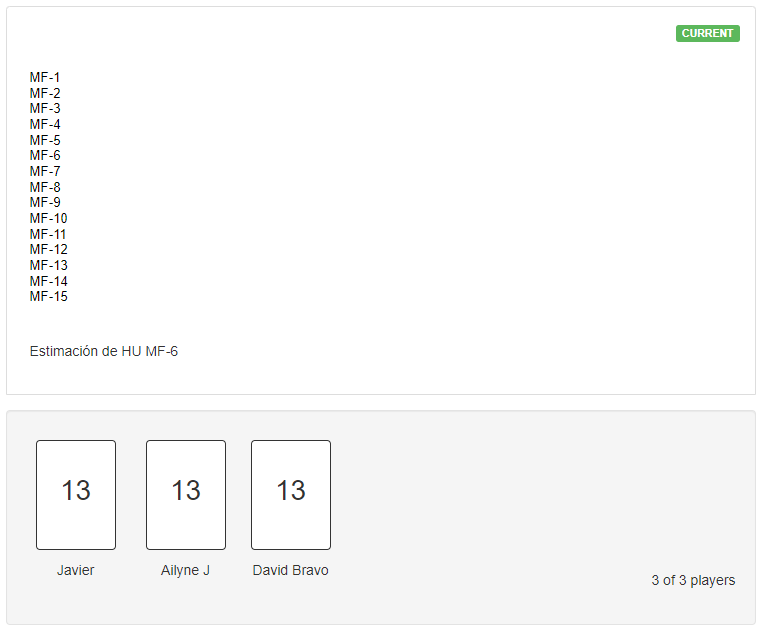 CURRENT
MF-1
MF-2
MF-3
MF-4
MF-5
MF-6
MF-7
MF-8
MF-9
MF-10
MF-11
MF-12
MF-13
MF-14
MF-15
Estimación de HU MF-6
13 13 13
Javier Ailyne J David Bravo
3 of 3 players